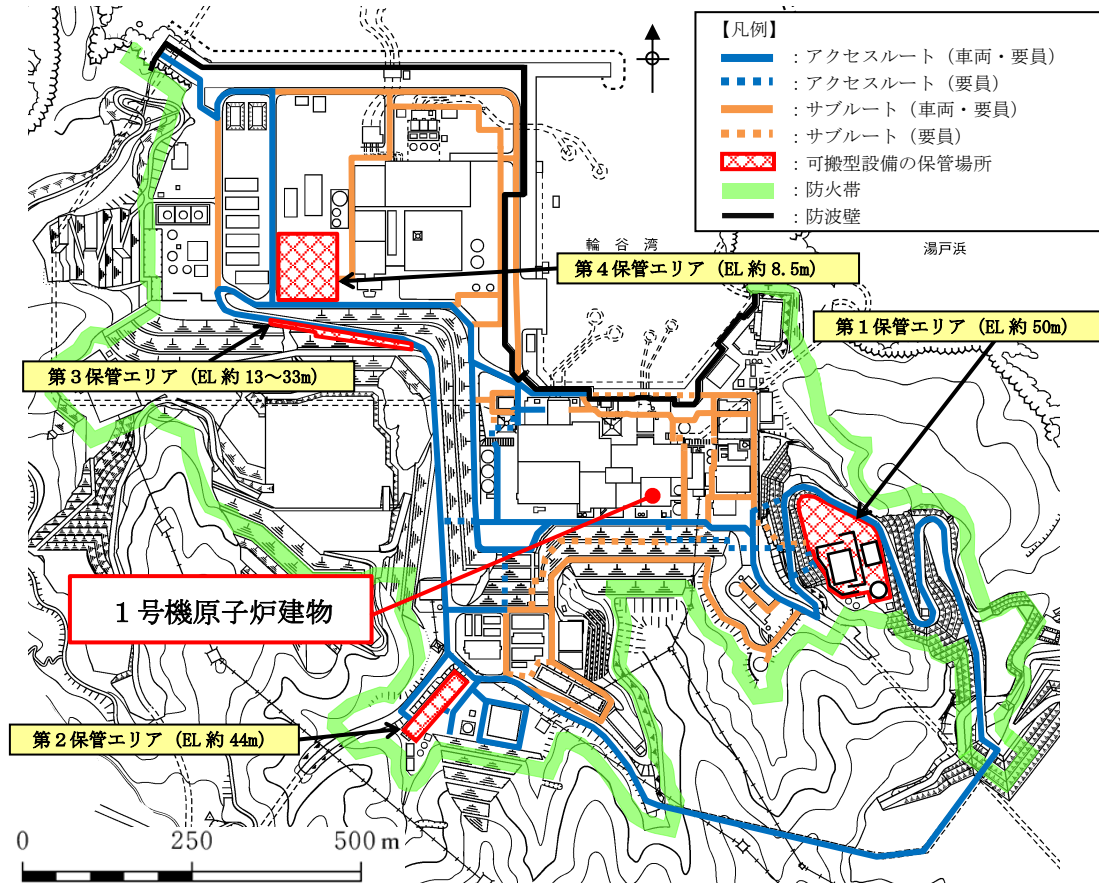 【凡例】
：アクセスルート（車両・要員）
：アクセスルート（要員）
：サブルート（車両・要員）
：サブルート（要員）
：可搬型設備の保管場所
：防火帯
：防波壁
輪谷湾
湯戸浜
第４保管エリア（EL 約 8.5m）
第１保管エリア（EL 約 50m）
第３保管エリア（EL 約 13～33m）
１号機原子炉建物
第２保管エリア（EL 約 44m）
0 250 500 m